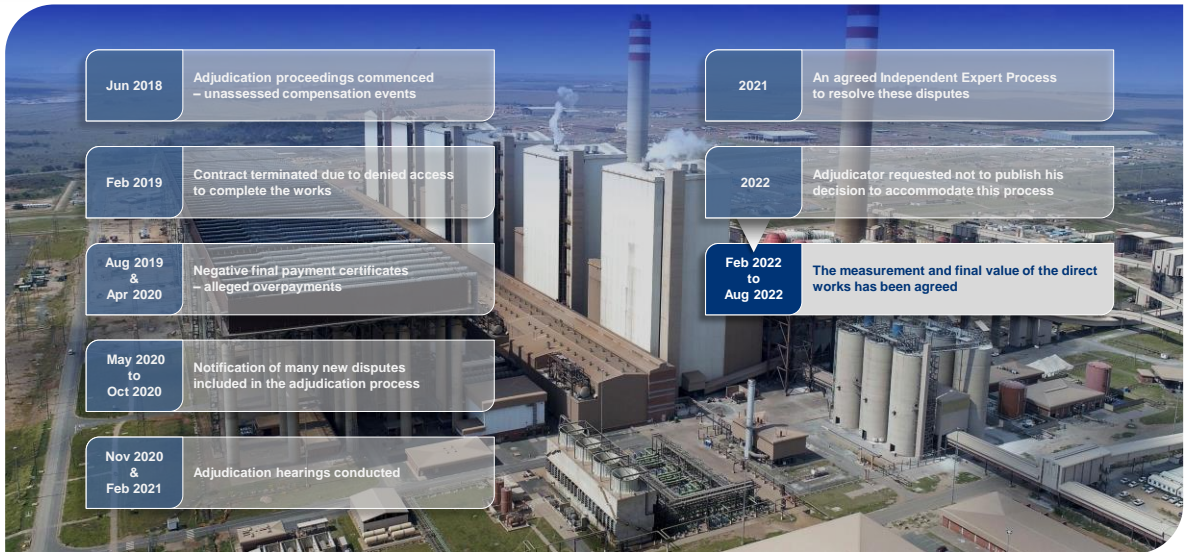 Jun 2018
Adjudication proceedings commenced
– unassessed compensation events
Feb 2019
Contract terminated due to denied access
to complete the works
Aug 2019
&
Apr 2020
Negative final payment certificates
– alleged overpayments
May 2020
to
Oct 2020
Notification of many new disputes
included in the adjudication process
Nov 2020
&
Feb 2021
Adjudication hearings conducted
2021
An agreed Independent Expert Process
to resolve these disputes
2022
Adjudicator requested not to publish his
decision to accommodate this process
Feb 2022
to
Aug 2022
The measurement and final value of the direct
works has been agreed